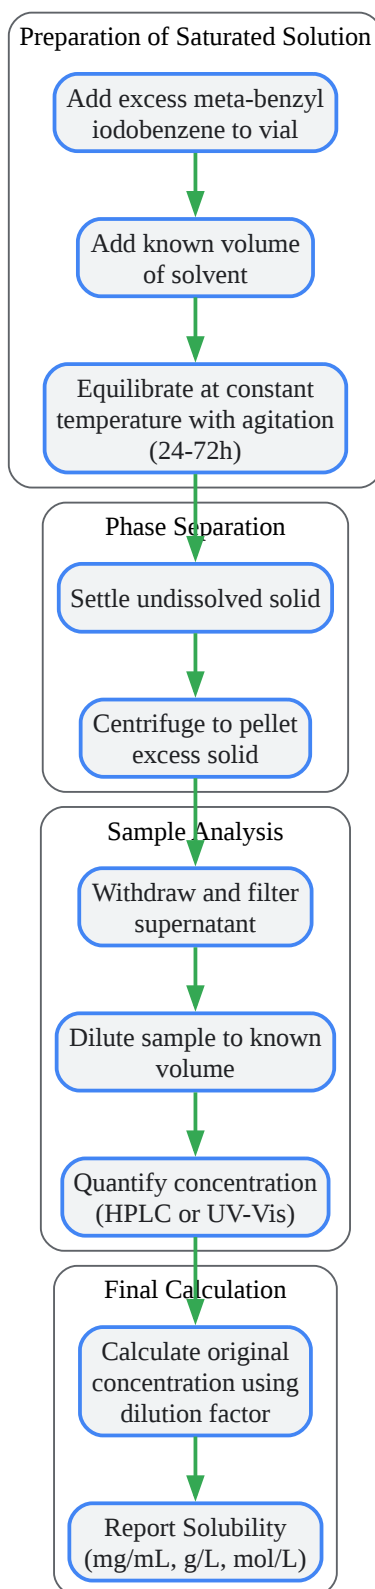 Preparation of Saturated Solution
Add excess meta-benzyl
iodobenzene to vial
Add known volume
of solvent
Equilibrate at constant
temperature with agitation
(24-72h)
Phase Separation
Settle undissolved solid
Centrifuge to pellet
excess solid
Sample Analysis
Withdraw and filter
supernatant
Dilute sample to known
volume
Quantify concentration
(HPLC or UV-Vis)
Final Calculation
Calculate original
concentration using
dilution factor
Report Solubility
(mg/mL, g/L, mol/L)